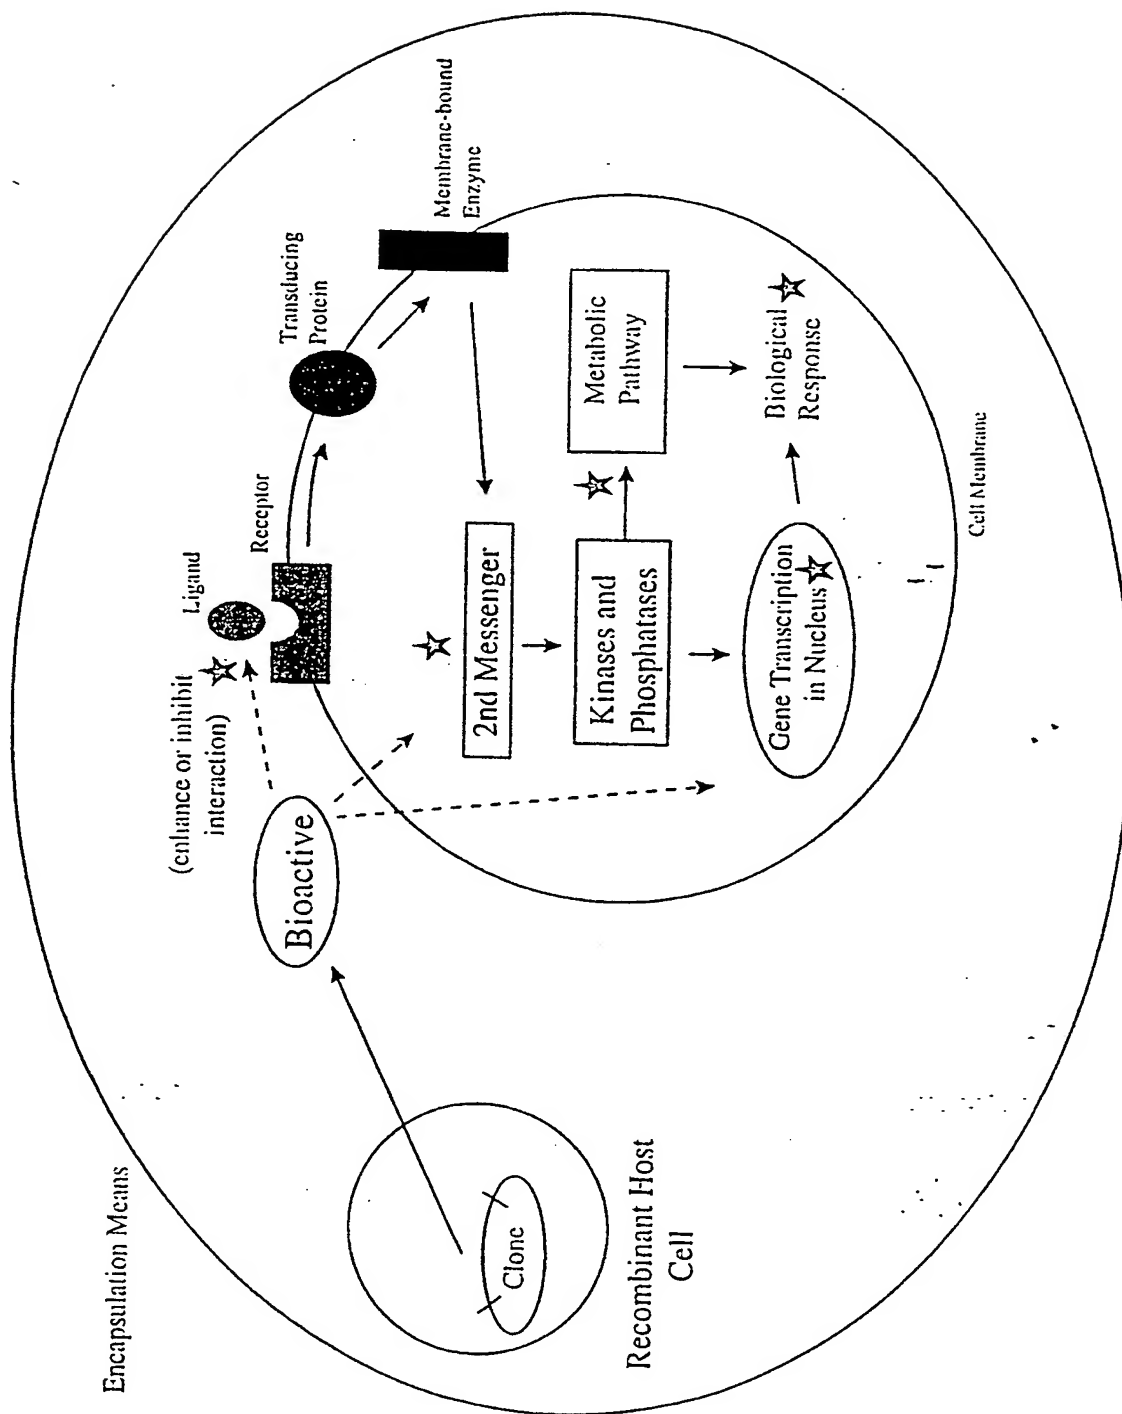 Encapsulation Means
(enhance or inhibit
interaction)
Ligand
Receptor
Transducing
Protein
Membrane-bound
Enzyme
Bioactive
2nd Messenger
Kinases and
Phosphatases
Metabolic
Pathway
Gene Transcription
in Nucleus
Biological
Response
Cell Membrane
Clone
Recombinant Host
Cell